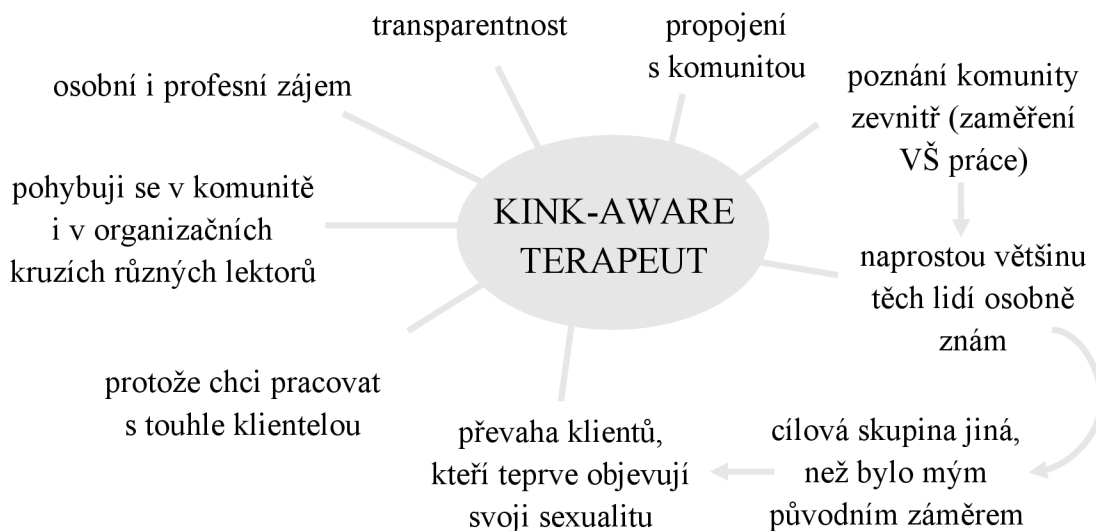 transparentnost
propojení
s komunitou
osobní i profesní zájem
poznání komunity
zevnitř (zaměření
VŠ práce)
pohybuji se v komunitě
i v organizačních
kruzích různých lektorů
KINK-AWARE
TERAPEUT
naprostou většinu
těch lidí osobně
znám
protože chci pracovat
s touhle klientelou
převaha klientů,
kteří teprve objevují
svoji sexualitu
cílová skupina jiná,
než bylo mým
původním záměrem